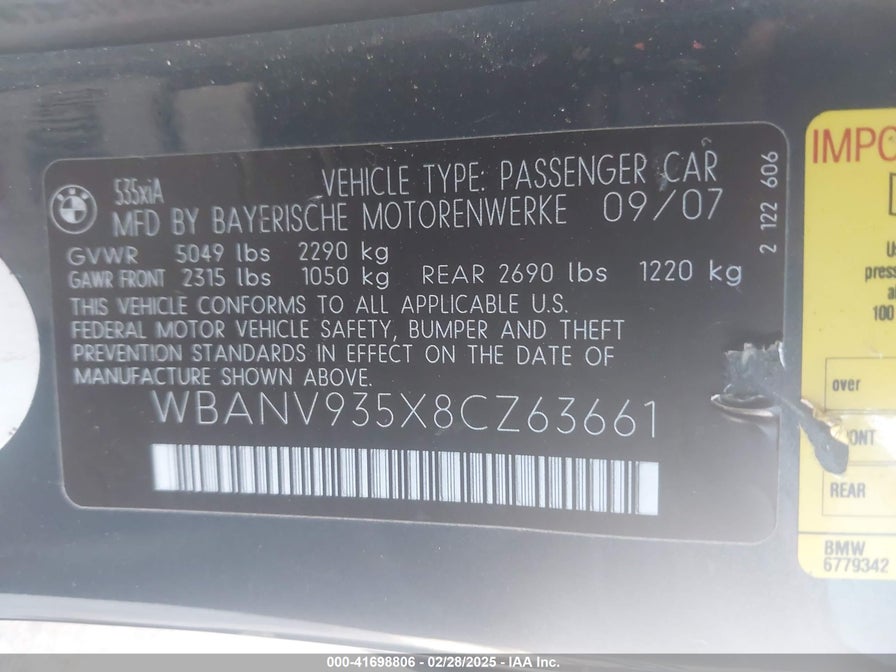 535xiA
VEHICLE TYPE: PASSENGER CAR
MFD BY BAYERISCHE MOTORENWERKE 09/07
GVWR 5049 lbs 2290 kg
GAWR FRONT 2315 lbs 1050 kg REAR 2690 lbs 1220 kg
THIS VEHICLE CONFORMS TO ALL APPLICABLE U.S.
FEDERAL MOTOR VEHICLE SAFETY, BUMPER AND THEFT
PREVENTION STANDARDS IN EFFECT ON THE DATE OF
MANUFACTURE SHOWN ABOVE.
WBANV935X8CZ63661
2 122 606
IMPO
press
100
over
ONT
REAR
BMW
6779342
000-41698806 - 02/28/2025 - IAA Inc.